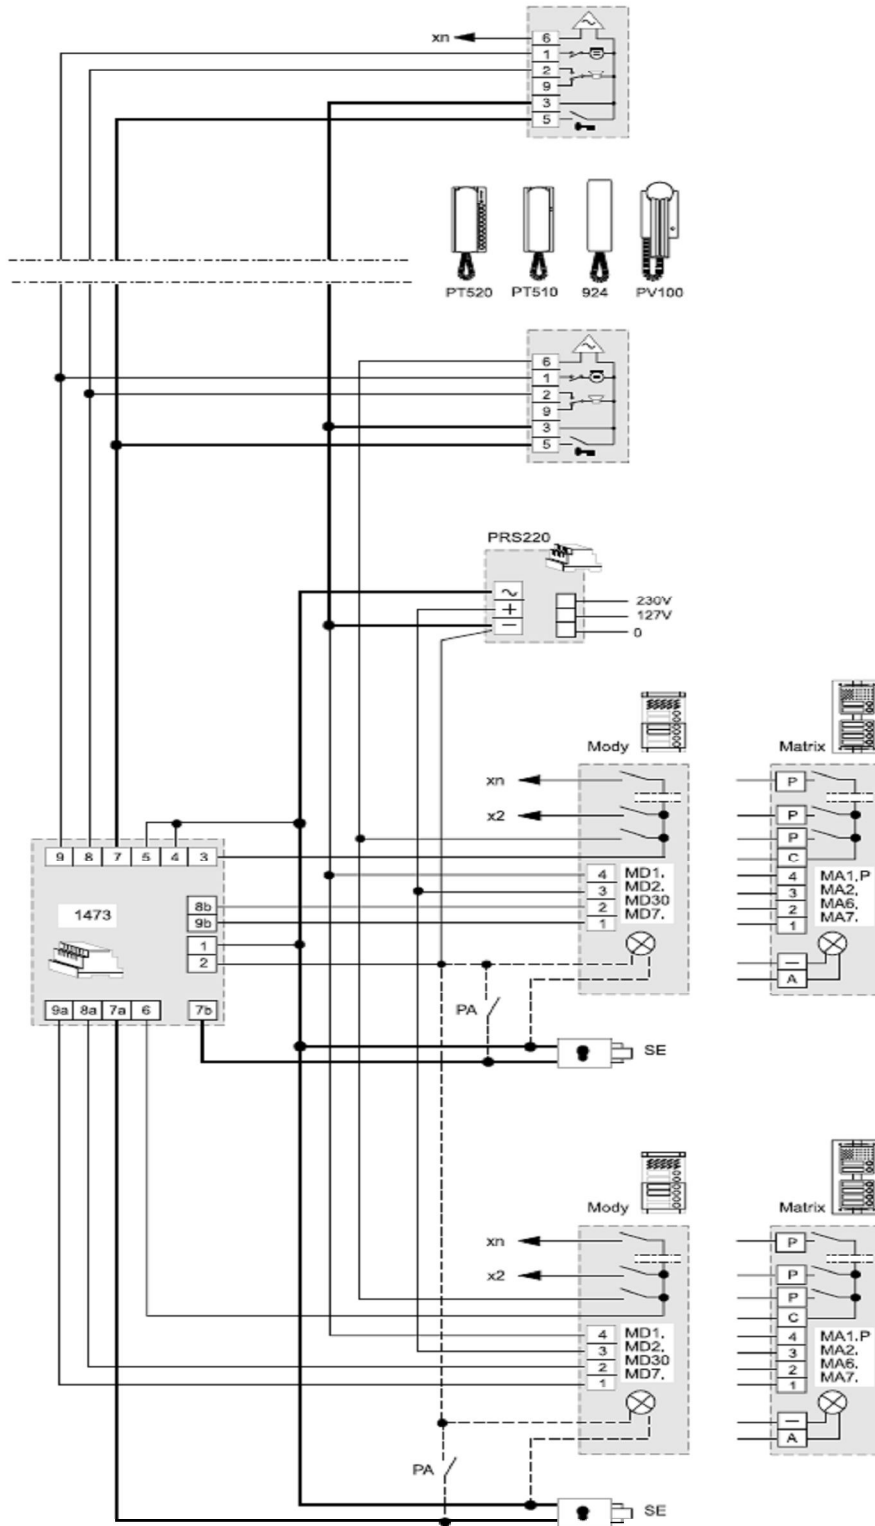 xn
6
1
2
9
3
5
PT520 PT510 924 PV100
6
1
2
9
3
5
PRS220
~
+
—
230V
127V
0
Mody Matrix
xn P
x2 P
P
C
4 MD1. 4 MA1.P
3 MD2. 3 MA2.
2 MD30 2 MA6.
1 MD7. 1 MA7.
—
A
9 8 7 5 4 3
1473
8b
9b
1
2
9a 8a 7a 6 7b
PA
SE
Mody Matrix
xn P
x2 P
P
C
4 MD1. 4 MA1.P
3 MD2. 3 MA2.
2 MD30 2 MA6.
1 MD7. 1 MA7.
—
A
PA
SE